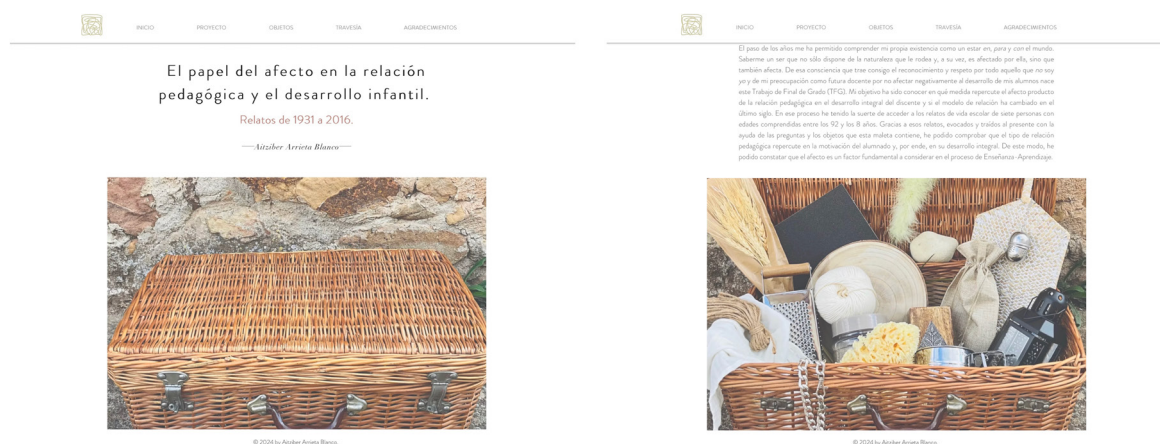 INICIO PROYECTO OBJETOS TRAVESÍA AGRADECIMIENTOS
El papel del afecto en la relación
pedagógica y el desarrollo infantil.
Relatos de 1931 a 2016.
Aitziber Arrieta Blanco
© 2024 by Aitziber Arrieta Blanco.
INICIO PROYECTO OBJETOS TRAVESÍA AGRADECIMIENTOS
El paso de los años me ha permitido comprender mi propia existencia como un estar en, para y con el mundo.
Saberme un ser que no sólo dispone de la naturaleza que le rodea y, a su vez, es afectado por ella, sino que
también afecta. De esa consciencia que trae consigo el reconocimiento y respeto por todo aquello que no soy
yo y de mi preocupación como futura docente por no afectar negativamente al desarrollo de mis alumnos nace
este Trabajo de Final de Grado (TFG). Mi objetivo ha sido conocer en qué medida repercute el afecto producto
de la relación pedagógica en el desarrollo integral del discente y si el modelo de relación ha cambiado en el
último siglo. En ese proceso he tenido la suerte de acceder a los relatos de vida escolar de siete personas con
edades comprendidas entre los 92 y los 8 años. Gracias a esos relatos, evocados y traídos al presente con la
ayuda de las preguntas y los objetos que esta maleta contiene, he podido comprobar que el tipo de relación
pedagógica repercute en la motivación del alumnado y, por ende, en su desarrollo integral. De este modo, he
podido constatar que el afecto es un factor fundamental a considerar en el proceso de Enseñanza-Aprendizaje.
© 2024 by Aitziber Arrieta Blanco.